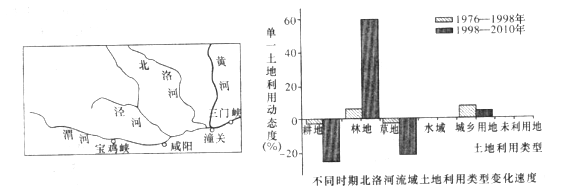 北
洛
河
黄
河
泾
河
三门峡
渭
河
宝鸡峡
咸阳
潼关
单一土地利用动态度
(%)
60
40
20
0
-20
1976—1998年
1998—2010年
耕地
林地
草地
水域
城乡用地
未利用地
土地利用类型
不同时期北洛河流域土地利用类型变化速度